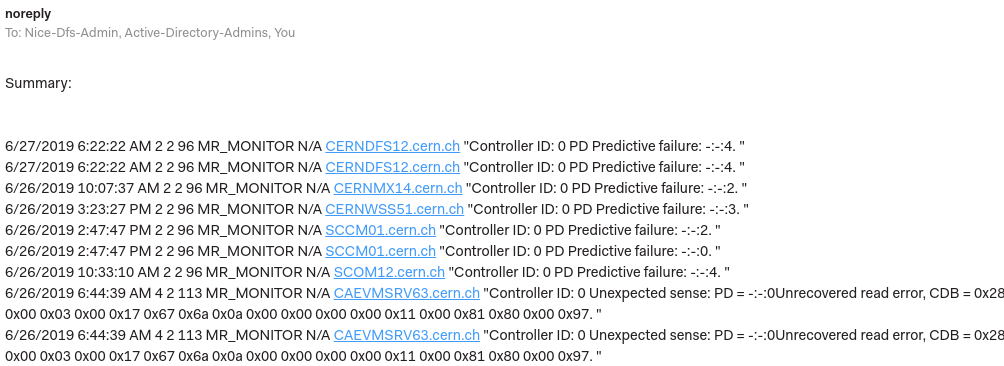 noreply
To: Nice-Dfs-Admin, Active-Directory-Admins, You
Summary:
6/27/2019 6:22:22 AM 2 2 96 MR_MONITOR N/A CERNDFS12.cern.ch "Controller ID: 0 PD Predictive failure: -:-:4. "
6/27/2019 6:22:22 AM 2 2 96 MR_MONITOR N/A CERNDFS12.cern.ch "Controller ID: 0 PD Predictive failure: -:-:4. "
6/26/2019 10:07:37 AM 2 2 96 MR_MONITOR N/A CERNMX14.cern.ch "Controller ID: 0 PD Predictive failure: -:-:2. "
6/26/2019 3:23:27 PM 2 2 96 MR_MONITOR N/A CERNWSS51.cern.ch "Controller ID: 0 PD Predictive failure: -:-:3. "
6/26/2019 2:47:47 PM 2 2 96 MR_MONITOR N/A SCCM01.cern.ch "Controller ID: 0 PD Predictive failure: -:-:2. "
6/26/2019 2:47:47 PM 2 2 96 MR_MONITOR N/A SCCM01.cern.ch "Controller ID: 0 PD Predictive failure: -:-:0. "
6/26/2019 10:33:10 AM 2 2 96 MR_MONITOR N/A SCOM12.cern.ch "Controller ID: 0 PD Predictive failure: -:-:4. "
6/26/2019 6:44:39 AM 4 2 113 MR_MONITOR N/A CAEVMSRV63.cern.ch "Controller ID: 0 Unexpected sense: PD = -:-:0Unrecovered read error, CDB = 0x28
0x00 0x03 0x00 0x17 0x67 0x6a 0x0a 0x00 0x00 0x00 0x00 0x11 0x00 0x81 0x80 0x00 0x97. "
6/26/2019 6:44:39 AM 4 2 113 MR_MONITOR N/A CAEVMSRV63.cern.ch "Controller ID: 0 Unexpected sense: PD = -:-:0Unrecovered read error, CDB = 0x28
0x00 0x03 0x00 0x17 0x67 0x6a 0x0a 0x00 0x00 0x00 0x00 0x11 0x00 0x81 0x80 0x00 0x97. "